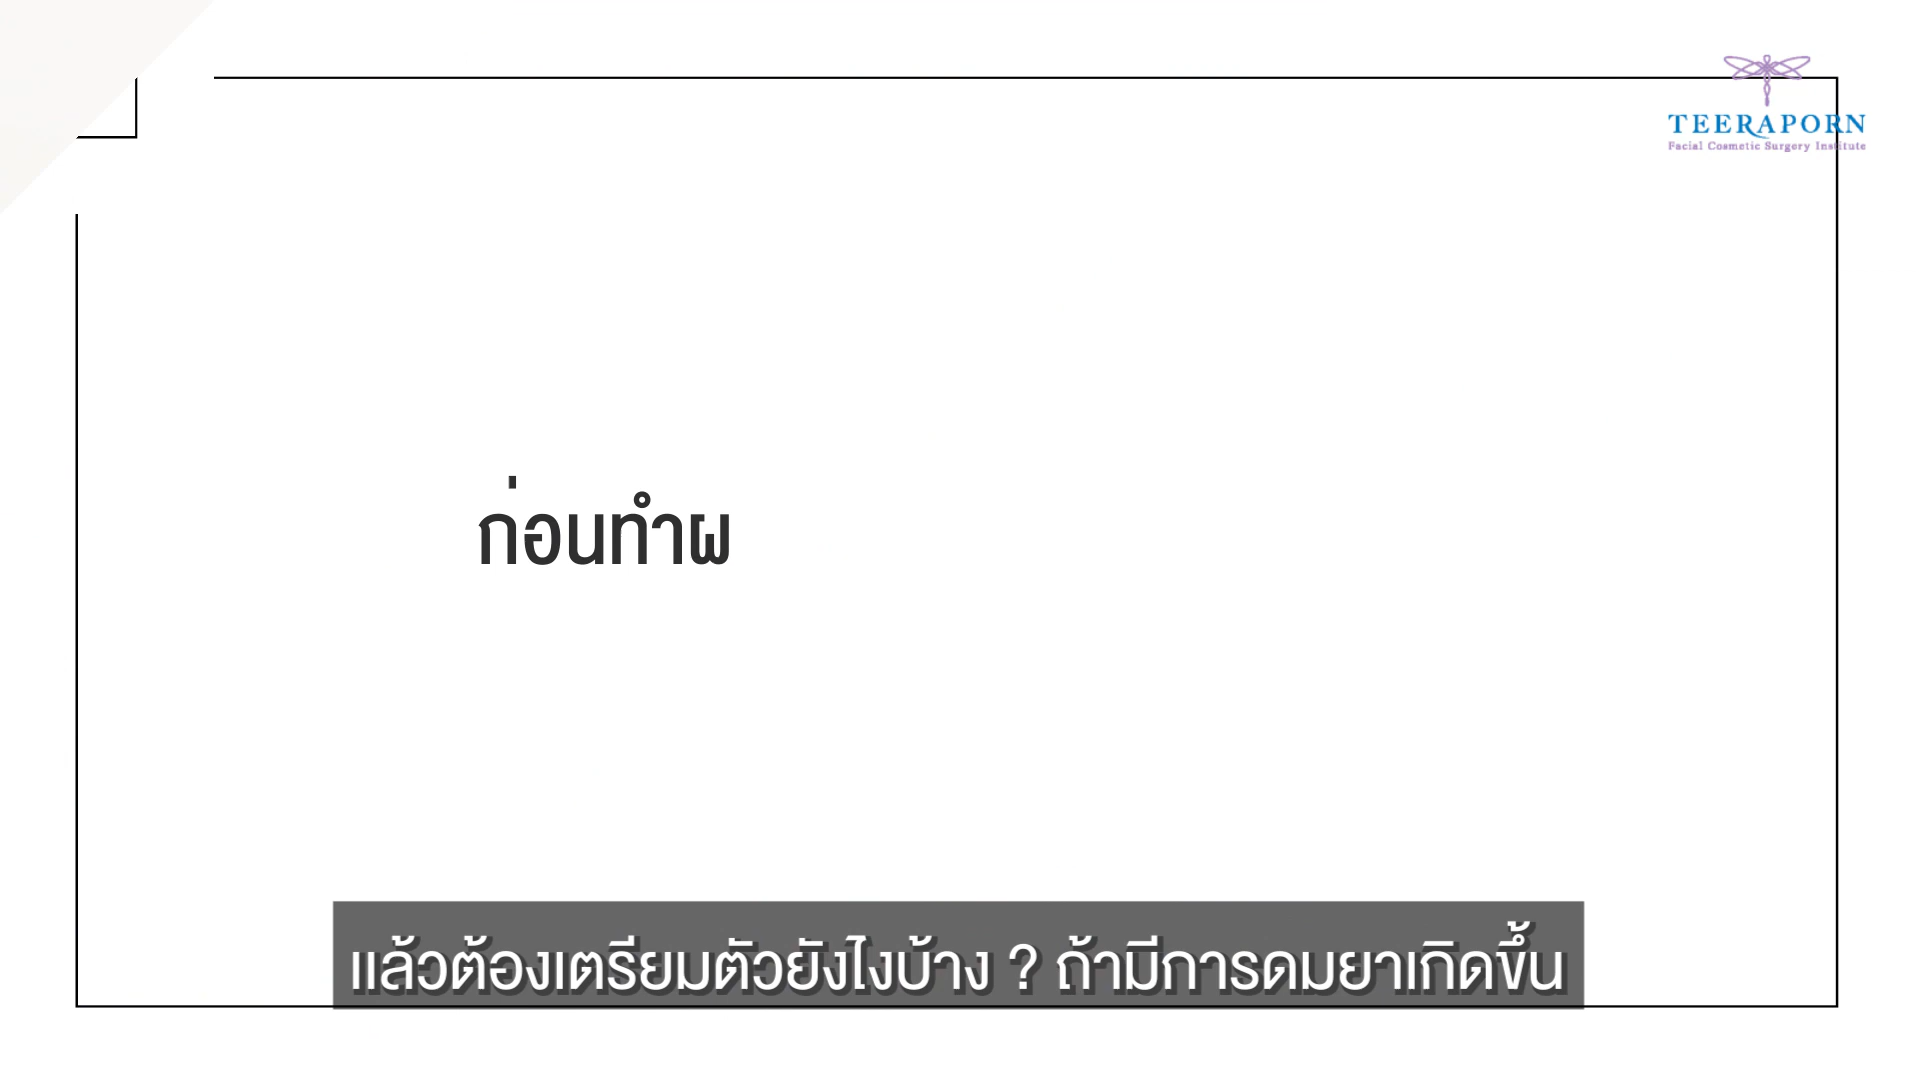 TEERAPORN
Facial Cosmetic Surgery Institute
ก่อนทำผ
แล้วต้องเตรียมตัวยังไงบ้าง ? ถ้ามีการดมยาเกิดขึ้น